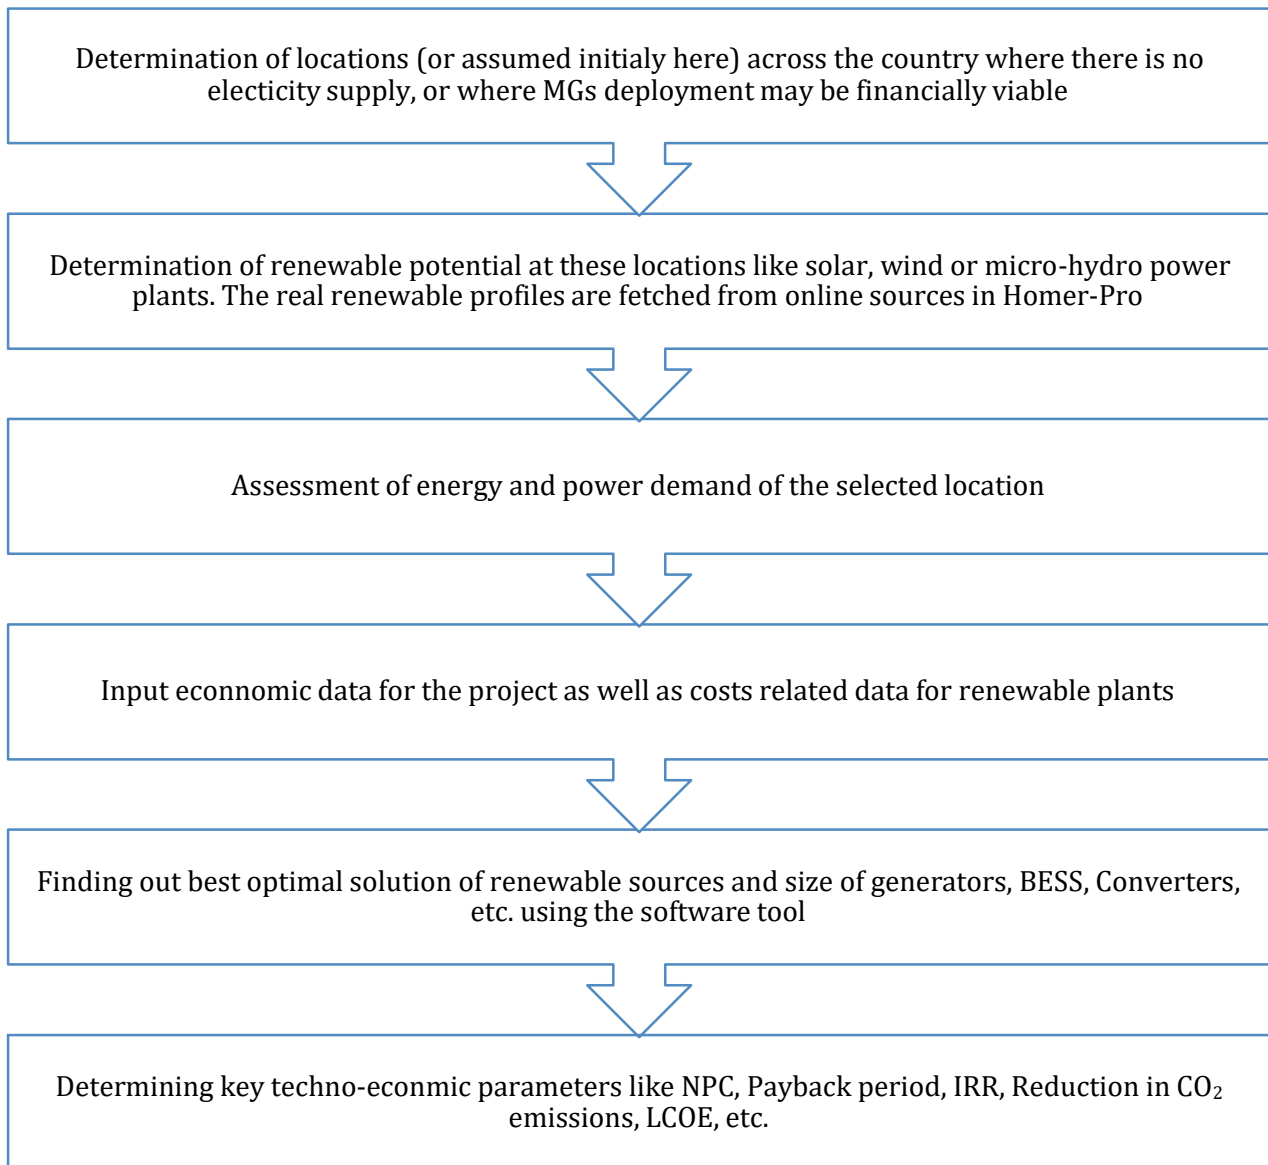 Determination of locations (or assumed initialy here) across the country where there is no
electicity supply, or where MGs deployment may be financially viable
Determination of renewable potential at these locations like solar, wind or micro-hydro power
plants. The real renewable profiles are fetched from online sources in Homer-Pro
Assessment of energy and power demand of the selected location
Input econnomic data for the project as well as costs related data for renewable plants
Finding out best optimal solution of renewable sources and size of generators, BESS, Converters,
etc. using the software tool
Determining key techno-econmic parameters like NPC, Payback period, IRR, Reduction in CO₂
emissions, LCOE, etc.